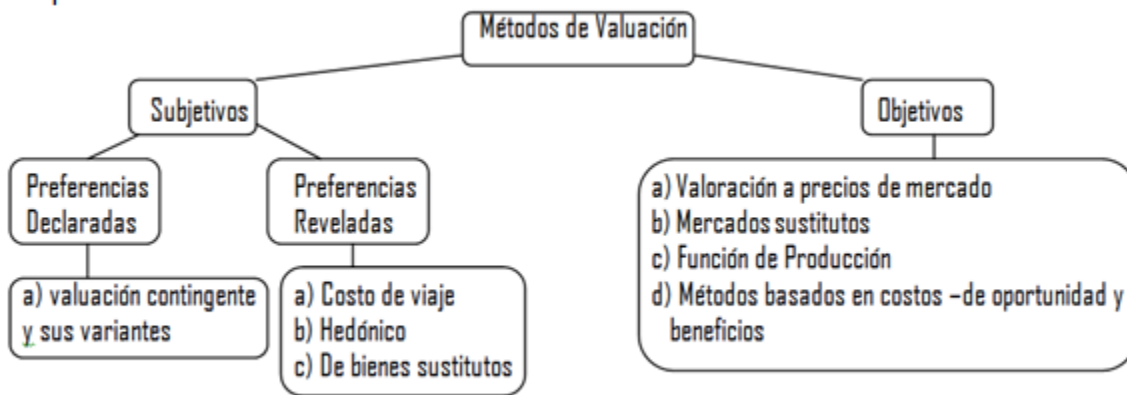 Métodos de Valuación
Subjetivos
Objetivos
Preferencias
Declaradas
Preferencias
Reveladas
a) valuación contingente
y sus variantes
a) Costo de viaje
b) Hedónico
c) De bienes sustitutos
a) Valoración a precios de mercado
b) Mercados sustitutos
c) Función de Producción
d) Métodos basados en costos –de oportunidad y
beneficios